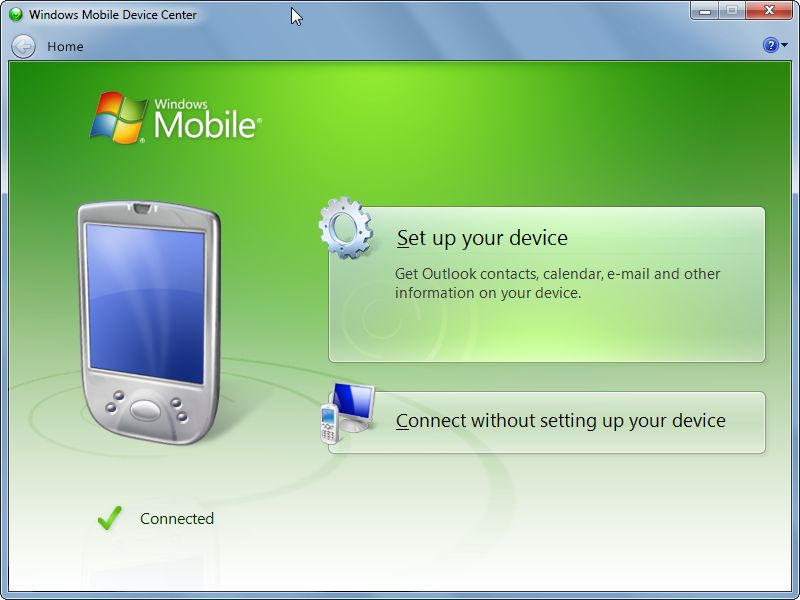 Windows Mobile Device Center
Home
?
Windows®
Mobile®
Set up your device
Get Outlook contacts, calendar, e-mail and other
information on your device.
Connect without setting up your device
Connected